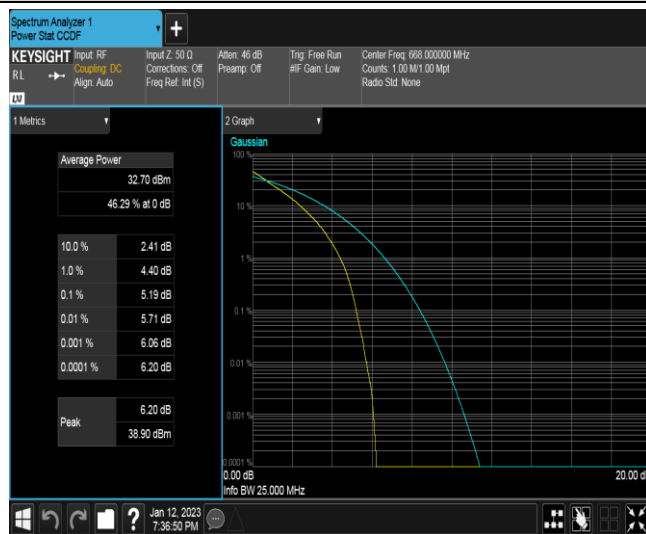 Spectrum Analyzer 1
Power Stat CCDF
+
KEYSIGHT
RL
LXI
Input: RF
Coupling: DC
Align: Auto
Input Z: 50 Ω
Corrections: Off
Freq Ref: Int (S)
Atten: 46 dB
Preamp: Off
Trig: Free Run
#IF Gain: Low
Center Freq: 668.000000 MHz
Counts: 1.00 M/1.00 Mpt
Radio Std: None
1 Metrics
Average Power
32.70 dBm
46.29 % at 0 dB
10.0 % 2.41 dB
1.0 % 4.40 dB
0.1 % 5.19 dB
0.01 % 5.71 dB
0.001 % 6.06 dB
0.0001 % 6.20 dB
Peak
6.20 dB
38.90 dBm
2 Graph
Gaussian
100 %
10 %
1 %
0.1 %
0.01 %
0.001 %
0.0001 %
0.00 dB
20.00 d
Info BW 25.000 MHz
?
Jan 12, 2023
7:36:50 PM